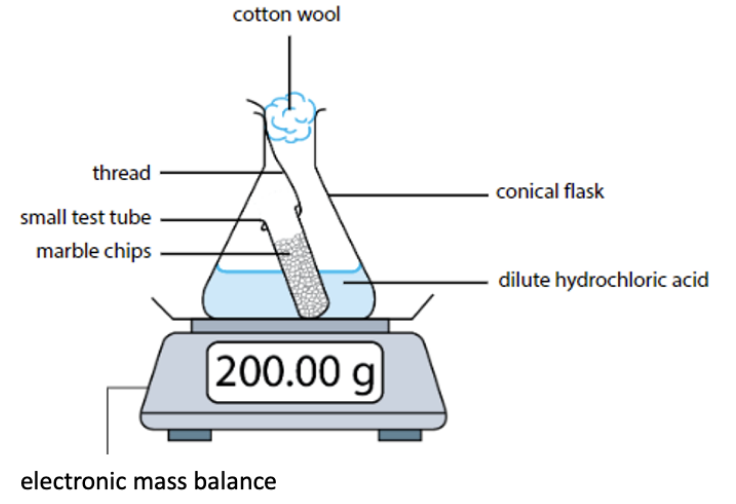 cotton wool
thread
conical flask
small test tube
marble chips
dilute hydrochloric acid
200.00 g
electronic mass balance